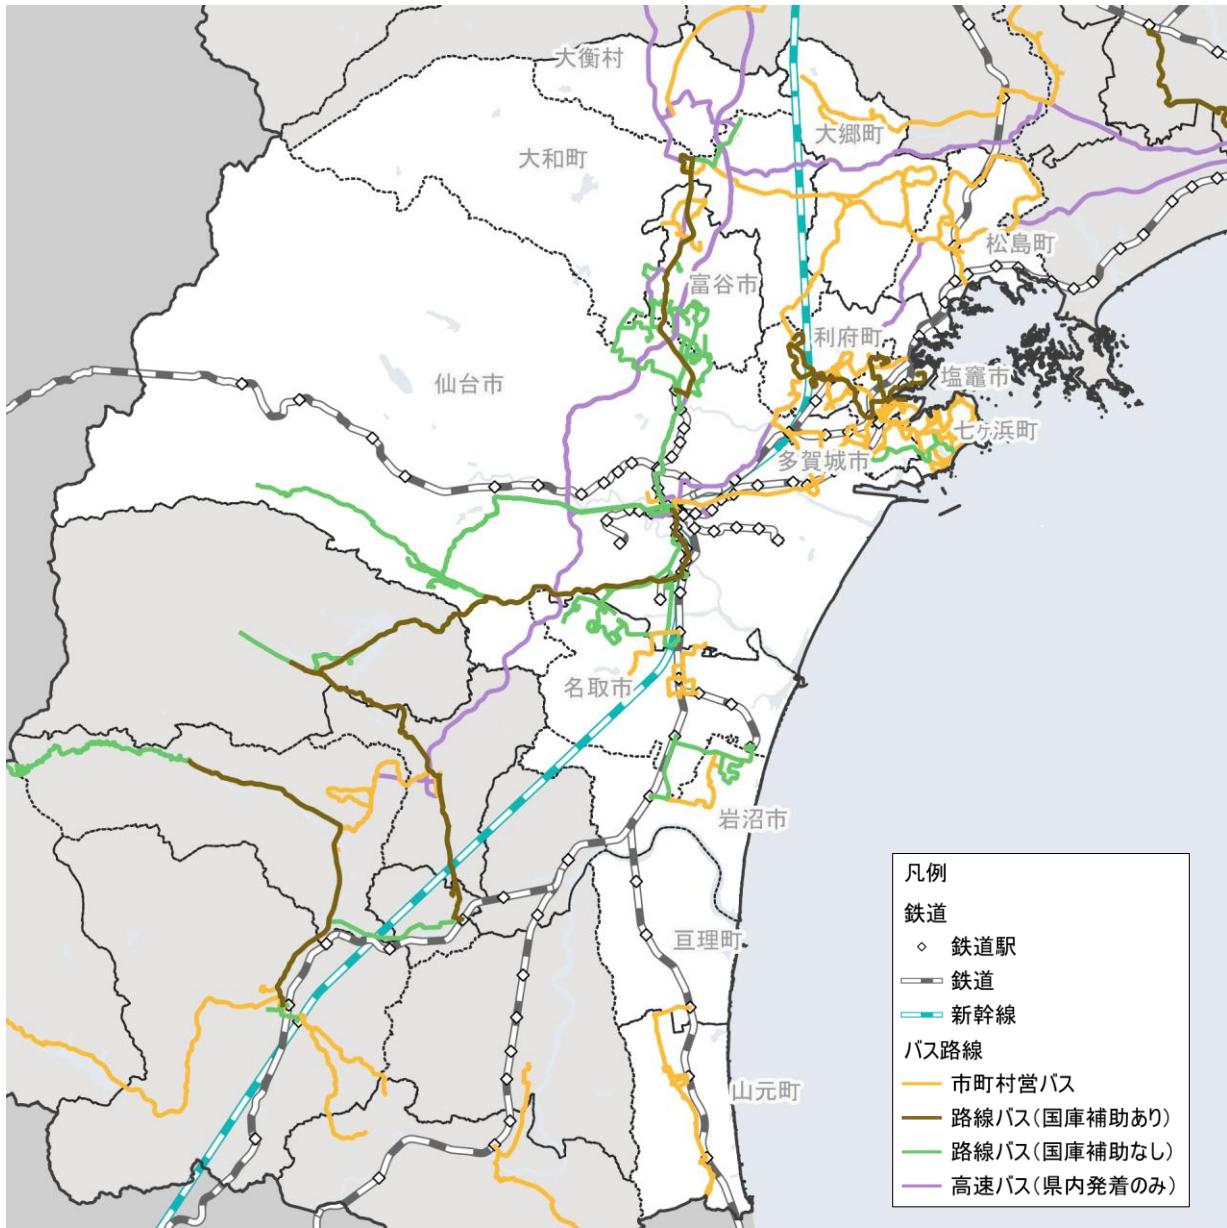 大衡村
大郷町
大和町
松島町
富谷市
利府町
仙台市
塩竈市
七ヶ浜町
多賀城市
名取市
岩沼市
亘理町
山元町
凡例
鉄道
鉄道駅
鉄道
新幹線
バス路線
市町村営バス
路線バス(国庫補助あり)
路線バス(国庫補助なし)
高速バス(県内発着のみ)